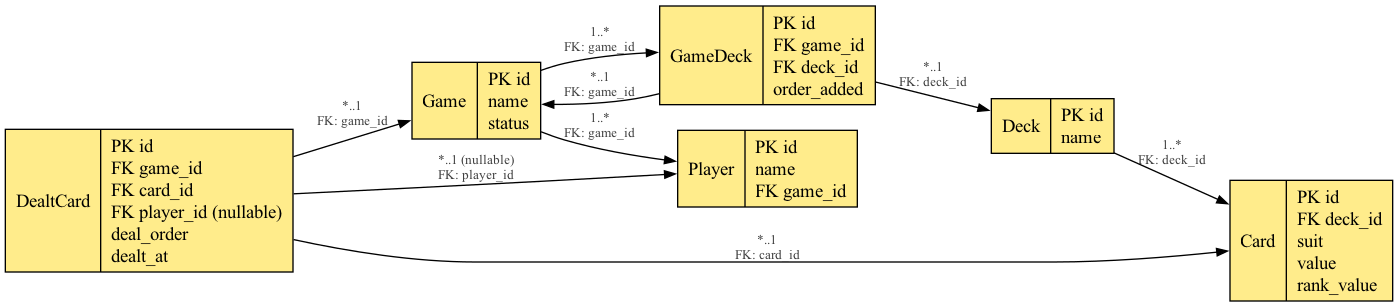 GameDeck
PK id
FK game_id
FK deck_id
order_added
1..*
FK: game_id
*..1
FK: game_id
*..1
FK: deck_id
Game
PK id
name
status
*..1
FK: game_id
1..*
FK: game_id
Deck
PK id
name
DealtCard
PK id
FK game_id
FK card_id
FK player_id (nullable)
deal_order
dealt_at
*..1 (nullable)
FK: player_id
Player
PK id
name
FK game_id
1..*
FK: deck_id
*..1
FK: card_id
Card
PK id
FK deck_id
suit
value
rank_value